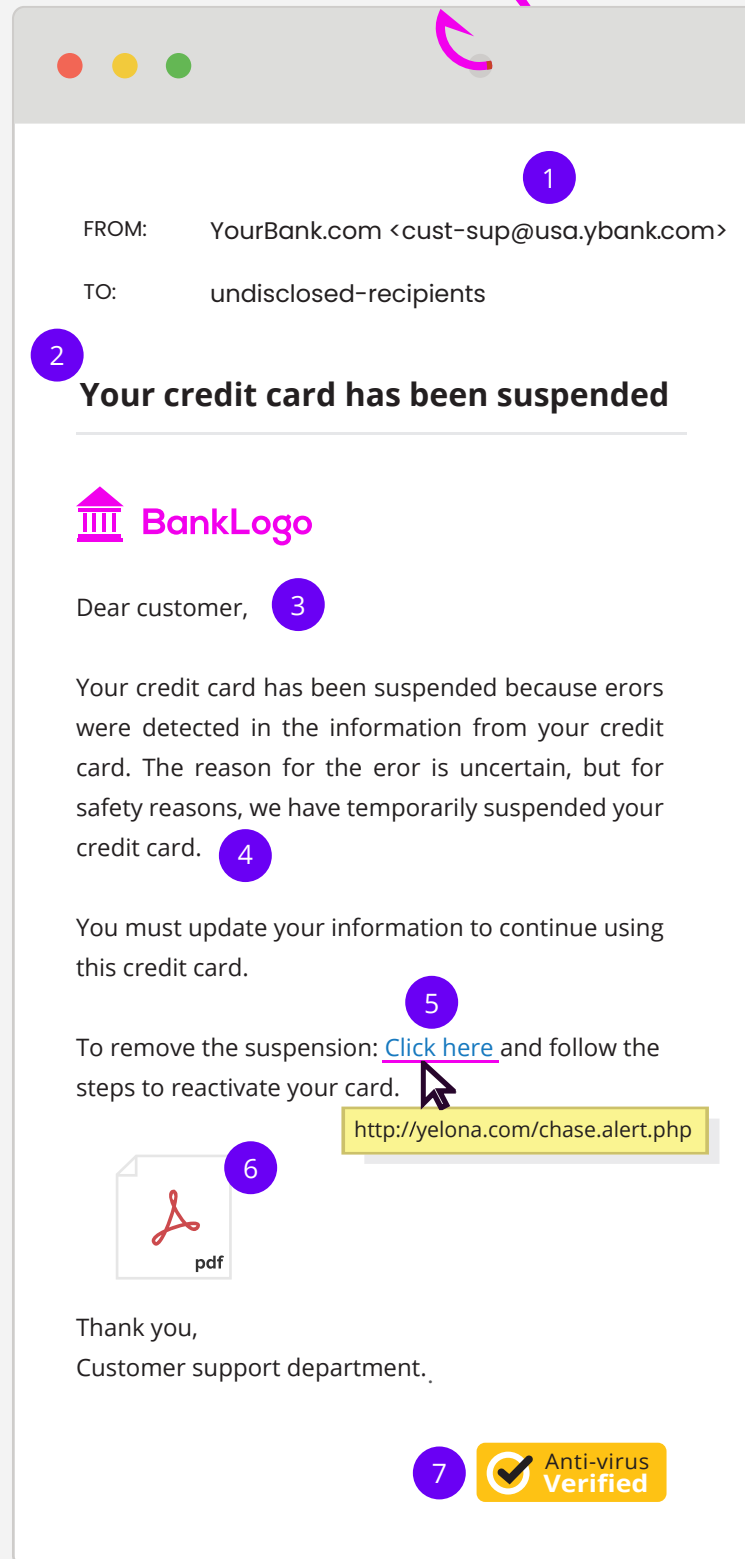 1
FROM: YourBank.com <cust-sup@usa.ybank.com>
TO: undisclosed-recipients
2
Your credit card has been suspended
BankLogo
Dear customer, 3
Your credit card has been suspended because erors
were detected in the information from your credit
card. The reason for the eror is uncertain, but for
safety reasons, we have temporarily suspended your
credit card. 4
You must update your information to continue using
this credit card.
5
To remove the suspension: Click here and follow the
steps to reactivate your card.
http://yelona.com/chase.alert.php
6
pdf
Thank you,
Customer support department..
7 Anti-virus
Verified